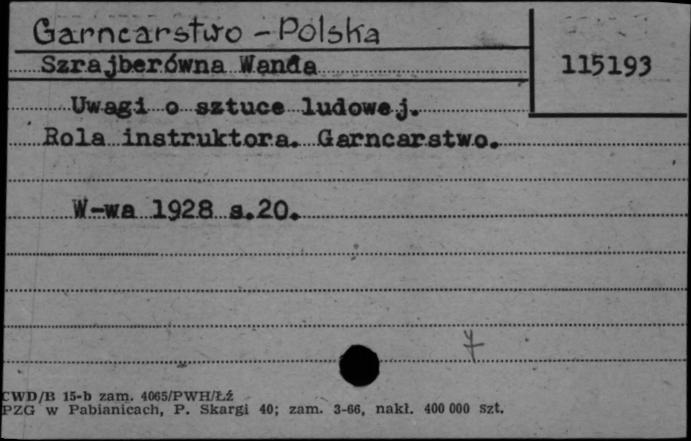 Garncarstwo - Polska
Szrajberówna Wanda
115193
Uwagi o sztuce ludowej.
Rola instruktora. Garncarstwo.
W-wa 1928 s.20.
7
CWD/B 15-b zam. 4065/PWH/Łź
PZG w Pabianicach, P. Skargi 40; zam. 3-66, nakł. 400 000 szt.